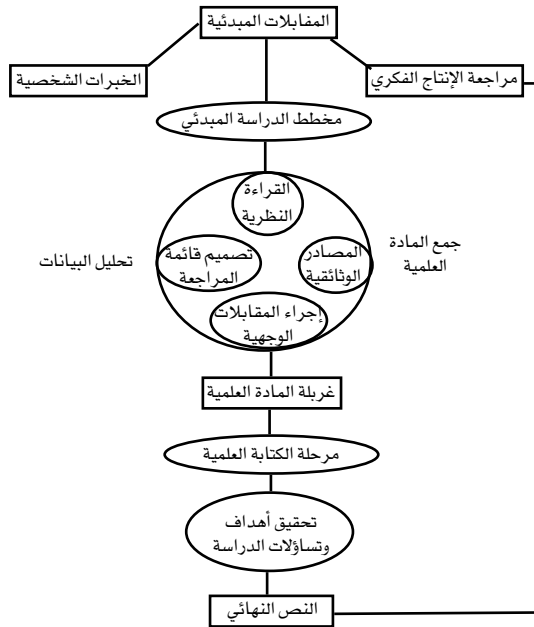 المقابلات المبدئية
مراجعة الإنتاج الفكري
الخبرات الشخصية
مخطط الدراسة المبدئي
القراءة
النظرية
جمع المادة
العلمية
المصادر
الوثائقية
تصميم قائمة
المراجعة
تحليل البيانات
إجراء المقابلات
الوجهية
غربلة المادة العلمية
مرحلة الكتابة العلمية
تحقيق أهداف
وتساؤلات الدراسة
النص النهائي